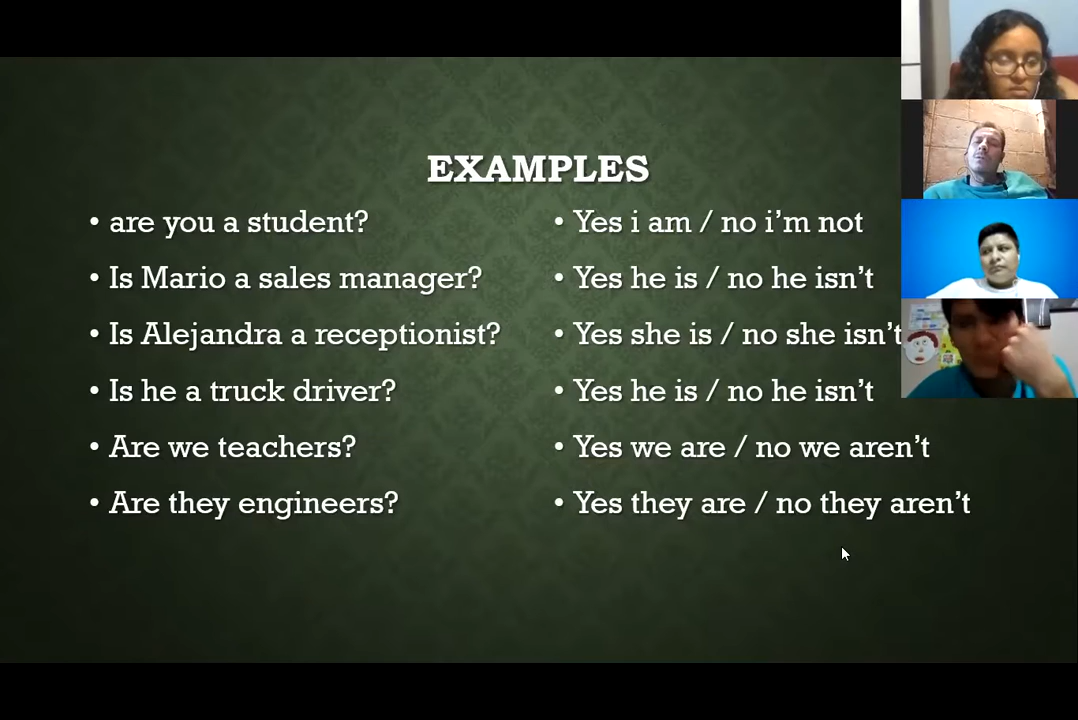 EXAMPLES
• are you a student?
• Is Mario a sales manager?
• Is Alejandra a receptionist?
• Is he a truck driver?
• Are we teachers?
• Are they engineers?
• Yes i am / no i'm not
• Yes he is / no he isn't
• Yes she is / no she isn't
• Yes he is / no he isn't
• Yes we are / no we aren't
• Yes they are / no they aren't